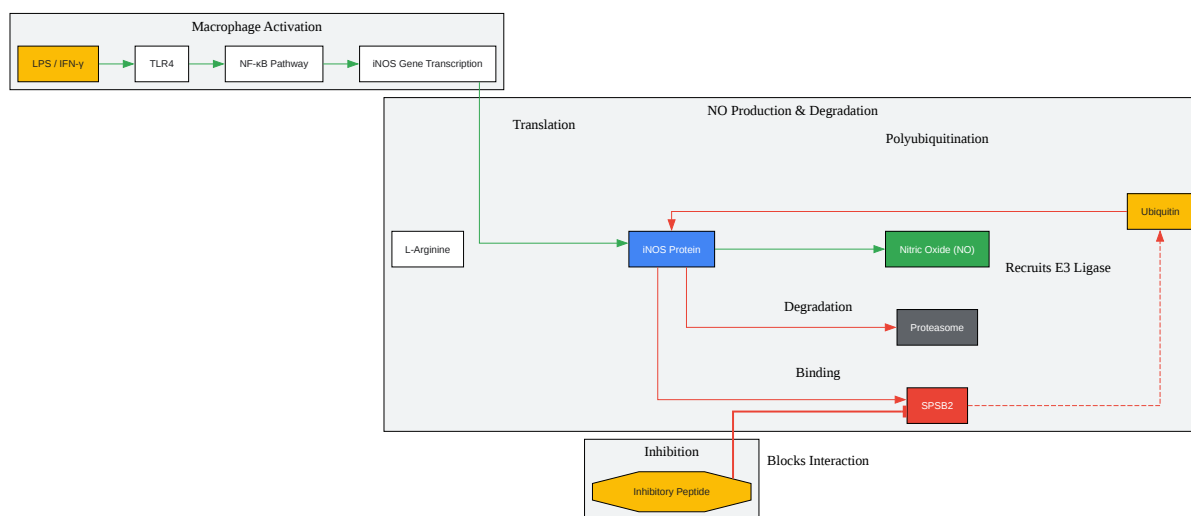 Macrophage Activation
LPS / IFN-γ
TLR4
NF-κB Pathway
iNOS Gene Transcription
NO Production & Degradation
Translation
Polyubiquitination
Ubiquitin
L-Arginine
iNOS Protein
Nitric Oxide (NO)
Recruits E3 Ligase
Degradation
Proteasome
Binding
SPSB2
Inhibition
Blocks Interaction
Inhibitory Peptide